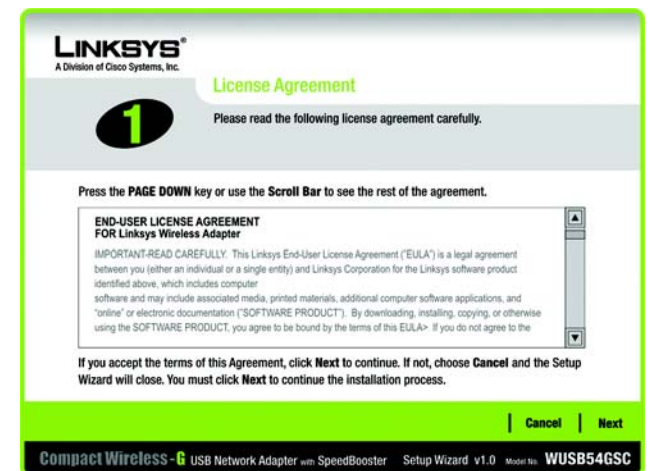 LINKSYS®
A Division of Cisco Systems, Inc.
License Agreement
1
Please read the following license agreement carefully.
Press the PAGE DOWN key or use the Scroll Bar to see the rest of the agreement.
END-USER LICENSE AGREEMENT
FOR Linksys Wireless Adapter
IMPORTANT-READ CAREFULLY. This Linksys End-User License Agreement ("EULA") is a legal agreement
between you (either an individual or a single entity) and Linksys Corporation for the Linksys software product
identified above, which includes computer
software and may include associated media, printed materials, additional computer software applications, and
"online" or electronic documentation ("SOFTWARE PRODUCT"). By downloading, installing, copying, or otherwise
using the SOFTWARE PRODUCT, you agree to be bound by the terms of this EULA> If you do not agree to the
If you accept the terms of this Agreement, click Next to continue. If not, choose Cancel and the Setup
Wizard will close. You must click Next to continue the installation process.
Cancel | Next
Compact Wireless-G USB Network Adapter with SpeedBooster Setup Wizard v1.0 Model No. WUSB54GSC